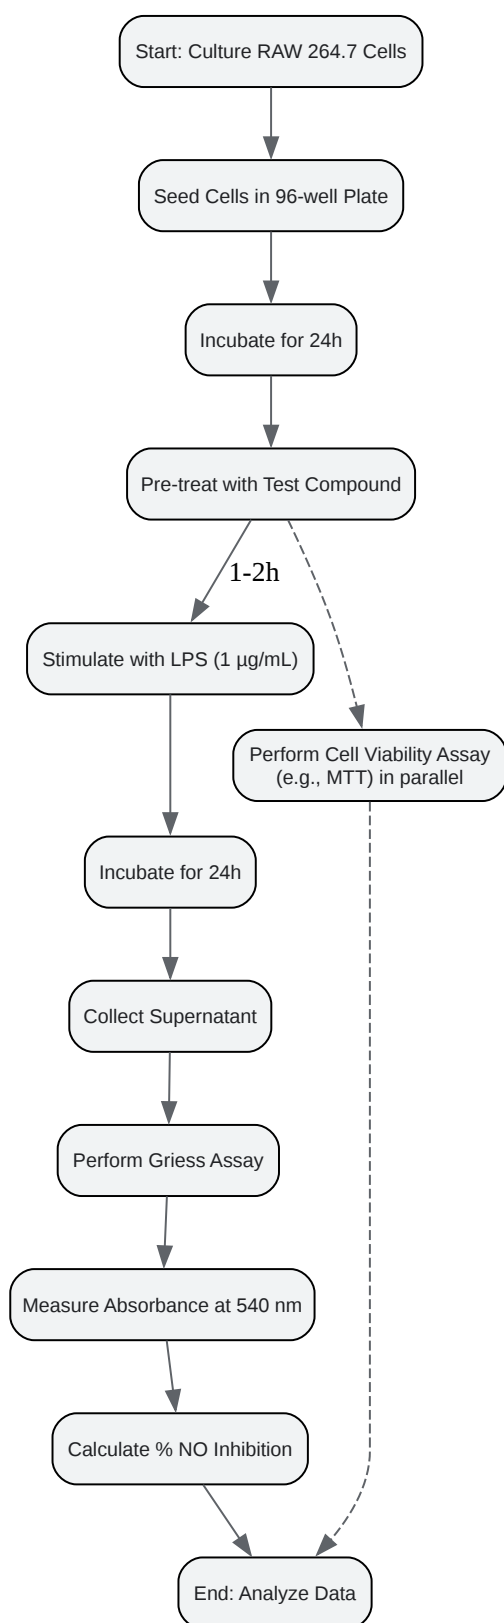 Start: Culture RAW 264.7 Cells
Seed Cells in 96-well Plate
Incubate for 24h
Pre-treat with Test Compound
1-2h
Stimulate with LPS (1 µg/mL)
Perform Cell Viability Assay
(e.g., MTT) in parallel
Incubate for 24h
Collect Supernatant
Perform Griess Assay
Measure Absorbance at 540 nm
Calculate % NO Inhibition
End: Analyze Data